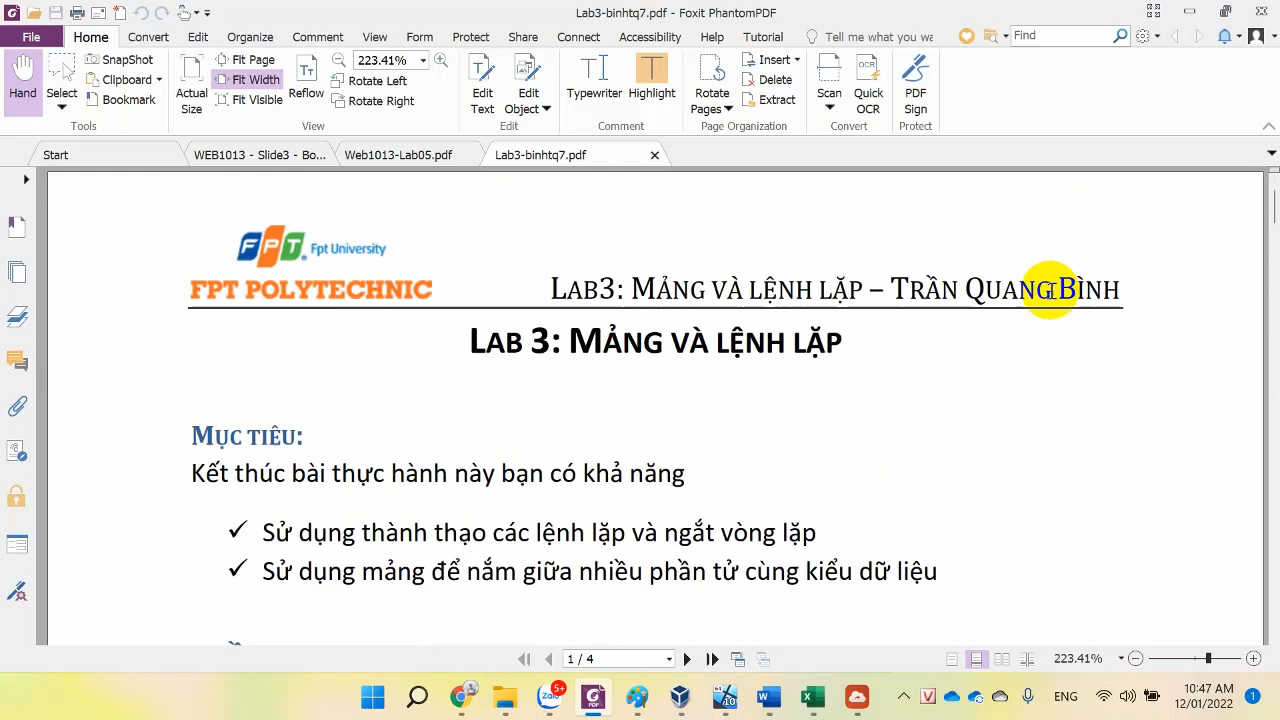 Lab3-binhtq7.pdf - Foxit PhantomPDF
File Home Convert Edit Organize Comment View Form Protect Share Connect Accessibility Help Tutorial Tell me what you wa Find
Hand
Select
SnapShot
Clipboard
Bookmark
Tools
Actual Size
Fit Page
Fit Width
Fit Visible
Reflow
223.41%
Rotate Left
Rotate Right
View
Edit Text
Edit Object
Edit
Typewriter
Highlight
Comment
Rotate Pages
Insert
Delete
Extract
Page Organization
Scan
Quick OCR
Convert
PDF Sign
Protect
Start WEB1013 - Slide3 - Bo... Web1013-Lab05.pdf Lab3-binhtq7.pdf
FPT Fpt University
FPT POLYTECHNIC
LAB3: MẢNG VÀ LỆNH LẶP – TRẦN QUANG BÌNH
LAB 3: MẢNG VÀ LỆNH LẶP
MỤC TIÊU:
Kết thúc bài thực hành này bạn có khả năng
✓ Sử dụng thành thạo các lệnh lặp và ngắt vòng lặp
✓ Sử dụng mảng để nắm giữa nhiều phần tử cùng kiểu dữ liệu
1 / 4 223.41%
Zalo 5+ PDF 10 ENG 10:47 AM
12/01/2022 1